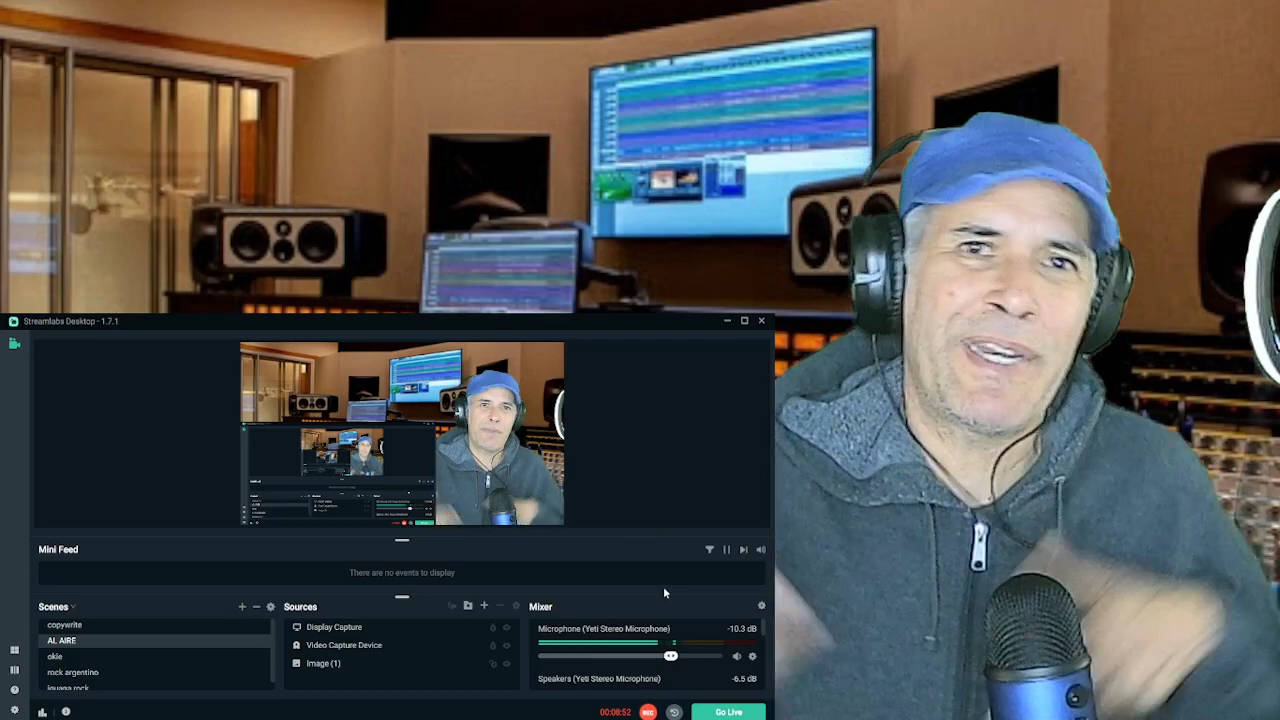 Streamlabs Desktop - 1.7.1
Mini Feed
There are no events to display
Scenes
copywrite
AL AIRE
okie
rock argentino
iguana rock
Sources
Display Capture
Video Capture Device
Image (1)
Mixer
Microphone (Yeti Stereo Microphone) -10.3 dB
Speakers (Yeti Stereo Microphone) -6.5 dB
00:08:52 REC Go Live